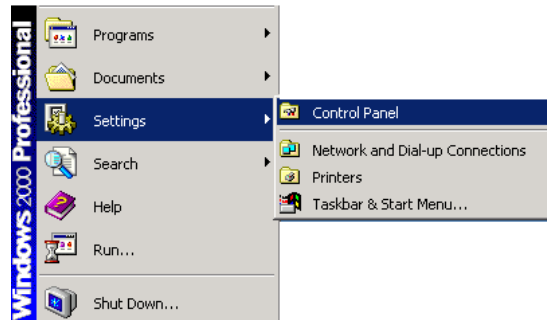 Windows 2000 Professional
Programs
Documents
Settings
Search
Help
Run...
Shut Down...
Control Panel
Network and Dial-up Connections
Printers
Taskbar & Start Menu...